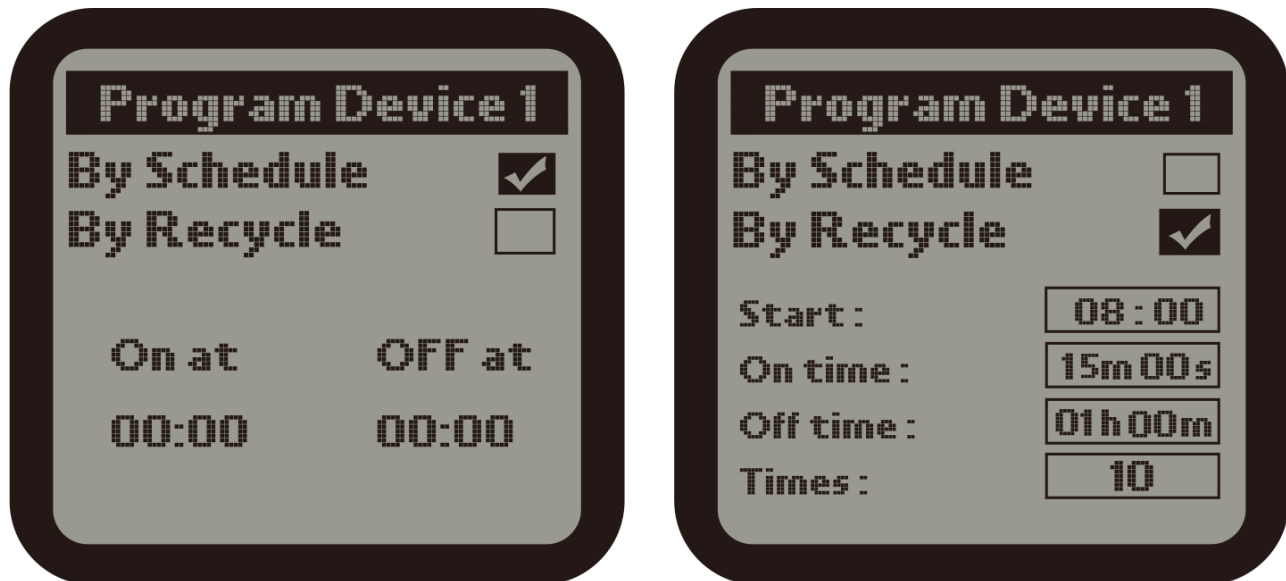 Program Device 1
By Schedule
By Recycle
On at OFF at
00:00 00:00
Program Device 1
By Schedule
By Recycle
Start : 08 : 00
On time : 15m 00s
Off time : 01h 00m
Times : 10